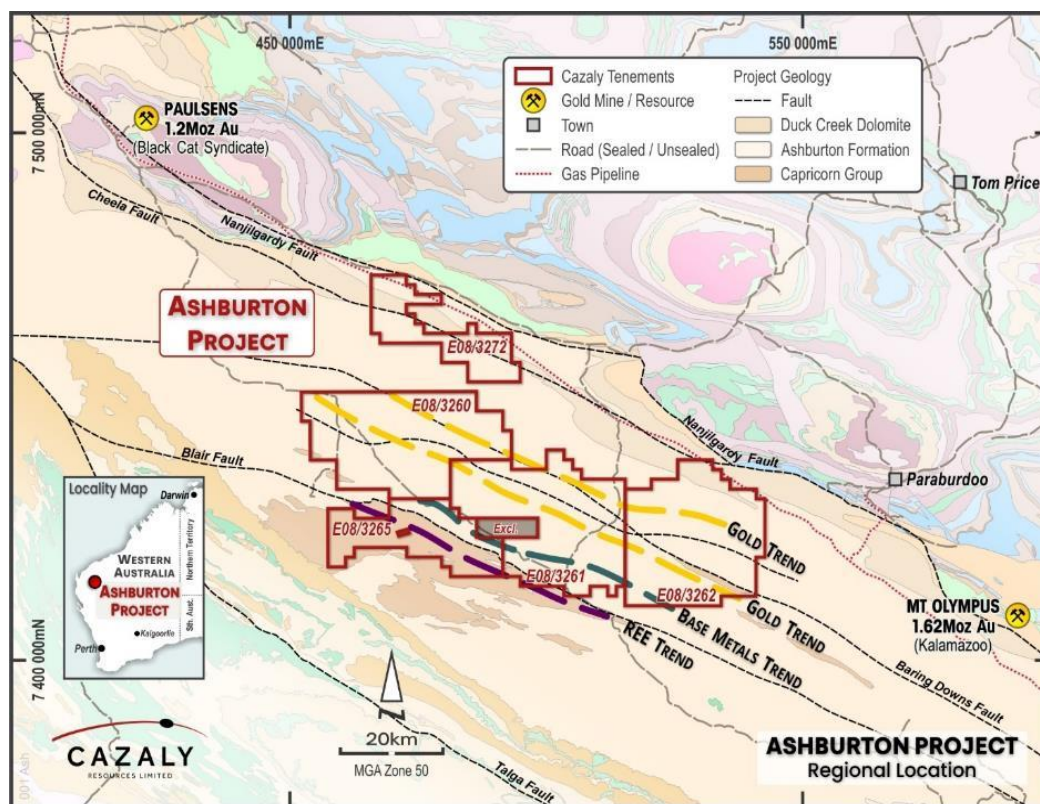 450 000mE
550 000mE
7 500 000mN
7 400 000mN
PAULSENS
1.2Moz Au
(Black Cat Syndicate)
Cazaly Tenements
Gold Mine / Resource
Town
Road (Sealed / Unsealed)
Gas Pipeline
Project Geology
Fault
Duck Creek Dolomite
Ashburton Formation
Capricorn Group
Tom Price
Cheela Fault
Nanjilgardy Fault
ASHBURTON
PROJECT
E08/3272
E08/3260
Nanjilgardy Fault
Blair Fault
Paraburdoo
Locality Map
Darwin
WESTERN
AUSTRALIA
Northern Territory
ASHBURTON
PROJECT
Sth. Aust.
Kalgoorlie
Perth
E08/3265
Excl.
E08/3261
E08/3262
GOLD TREND
GOLD TREND
BASE METALS TREND
REE TREND
MT OLYMPUS
1.62Moz Au
(Kalamazoo)
Baring Downs Fault
Talga Fault
N
20km
MGA Zone 50
CAZALY
RESOURCES LIMITED
001 Ash
ASHBURTON PROJECT
Regional Location